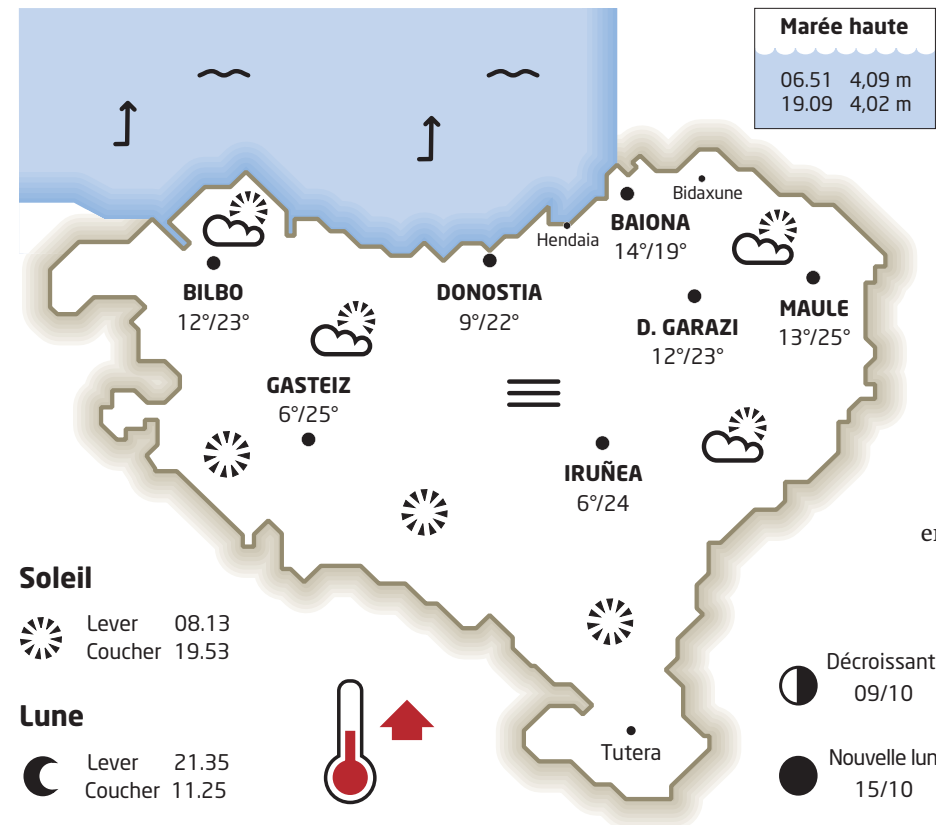 Marée haute
06.51 4,09 m
19.09 4,02 m
Bidaxune
BAIONA
14°/19°
Hendaia
BILBO
12°/23°
DONOSTIA
9°/22°
MAULE
13°/25°
D. GARAZI
12°/23°
GASTEIZ
6°/25°
IRUÑEA
6°/24
Soleil
Lever 08.13
Coucher 19.53
Lune
Lever 21.35
Coucher 11.25
Tutera
Décroissant
09/10
Nouvelle lun
15/10